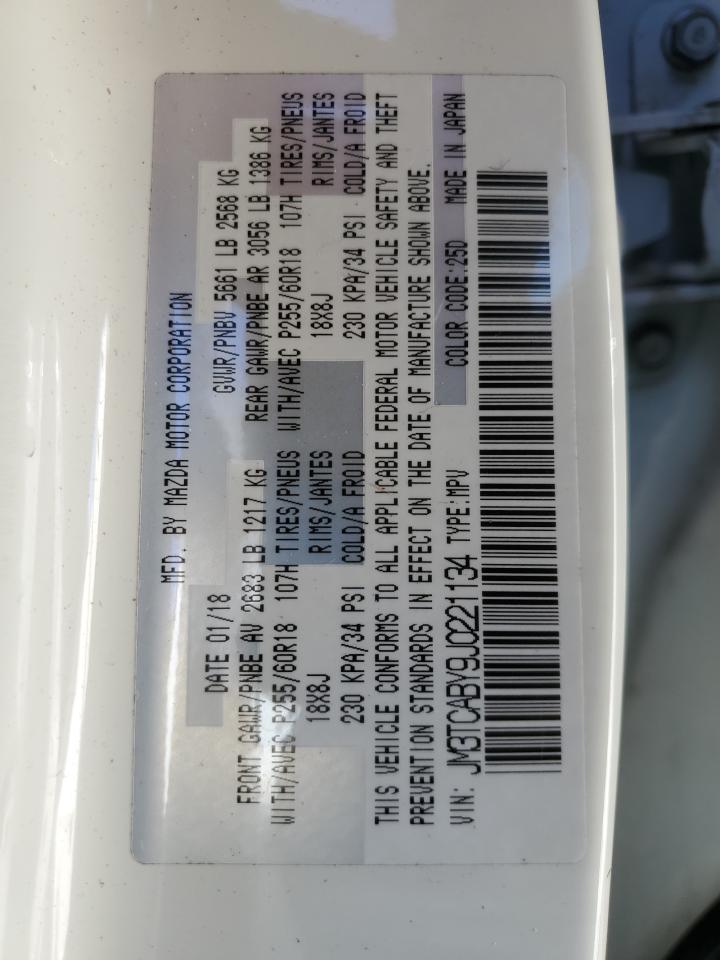 MFD. BY MAZDA MOTOR CORPORATION
DATE 01/18 GVWR/PNBV 5661 LB 2568 KG
FRONT GAWR/PNBE AV 2683 LB 1217 KG REAR GAWR/PNBE AR 3056 LB 1386 KG
WITH/AVEC P255/60R18 107H TIRES/PNEUS WITH/AVEC P255/60R18 107H TIRES/PNEUS
18X8J RIMS/JANTES 18X8J RIMS/JANTES
230 KPA/34 PSI COLD/A FROID 230 KPA/34 PSI COLD/A FROID
THIS VEHICLE CONFORMS TO ALL APPLICABLE FEDERAL MOTOR VEHICLE SAFETY AND THEFT
PREVENTION STANDARDS IN EFFECT ON THE DATE OF MANUFACTURE SHOWN ABOVE.
VIN: JM3TCABY9J0221134 TYPE:MPV COLOR CODE:25D MADE IN JAPAN